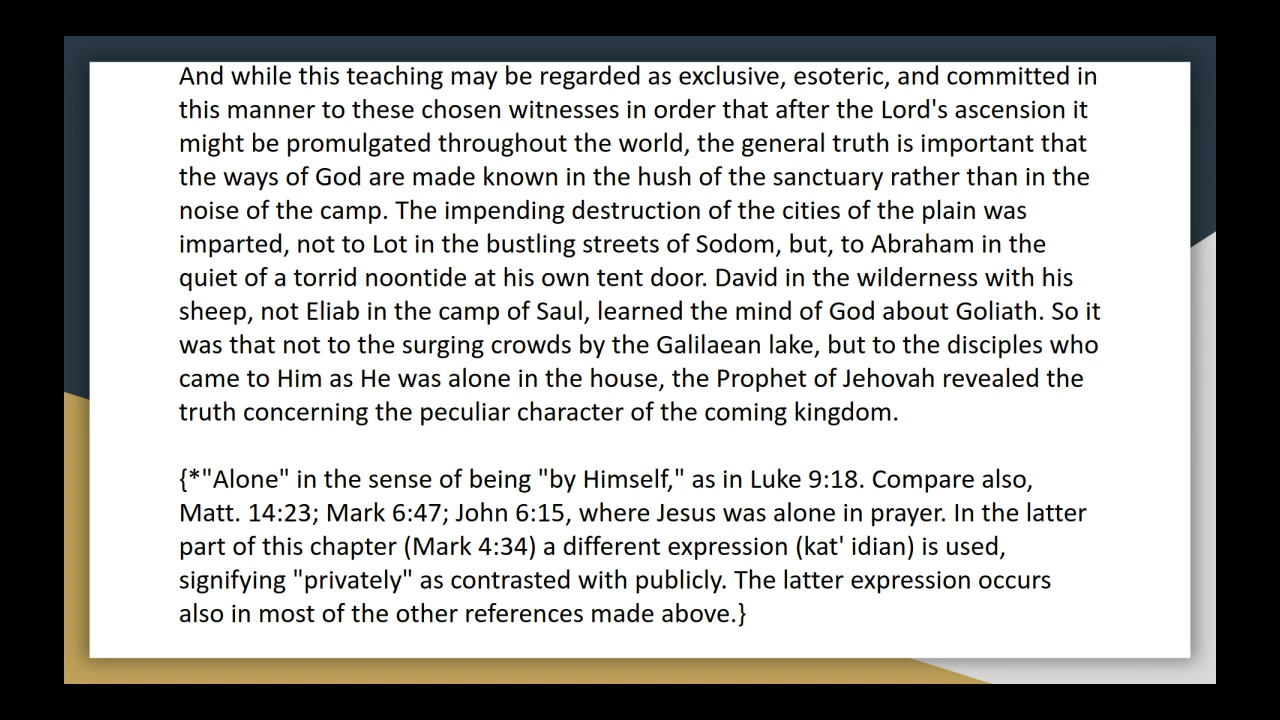 And while this teaching may be regarded as exclusive, esoteric, and committed in
this manner to these chosen witnesses in order that after the Lord's ascension it
might be promulgated throughout the world, the general truth is important that
the ways of God are made known in the hush of the sanctuary rather than in the
noise of the camp. The impending destruction of the cities of the plain was
imparted, not to Lot in the bustling streets of Sodom, but, to Abraham in the
quiet of a torrid noontide at his own tent door. David in the wilderness with his
sheep, not Eliab in the camp of Saul, learned the mind of God about Goliath. So it
was that not to the surging crowds by the Galilaean lake, but to the disciples who
came to Him as He was alone in the house, the Prophet of Jehovah revealed the
truth concerning the peculiar character of the coming kingdom.
{*"Alone" in the sense of being "by Himself," as in Luke 9:18. Compare also,
Matt. 14:23; Mark 6:47; John 6:15, where Jesus was alone in prayer. In the latter
part of this chapter (Mark 4:34) a different expression (kat' idian) is used,
signifying "privately" as contrasted with publicly. The latter expression occurs
also in most of the other references made above.}